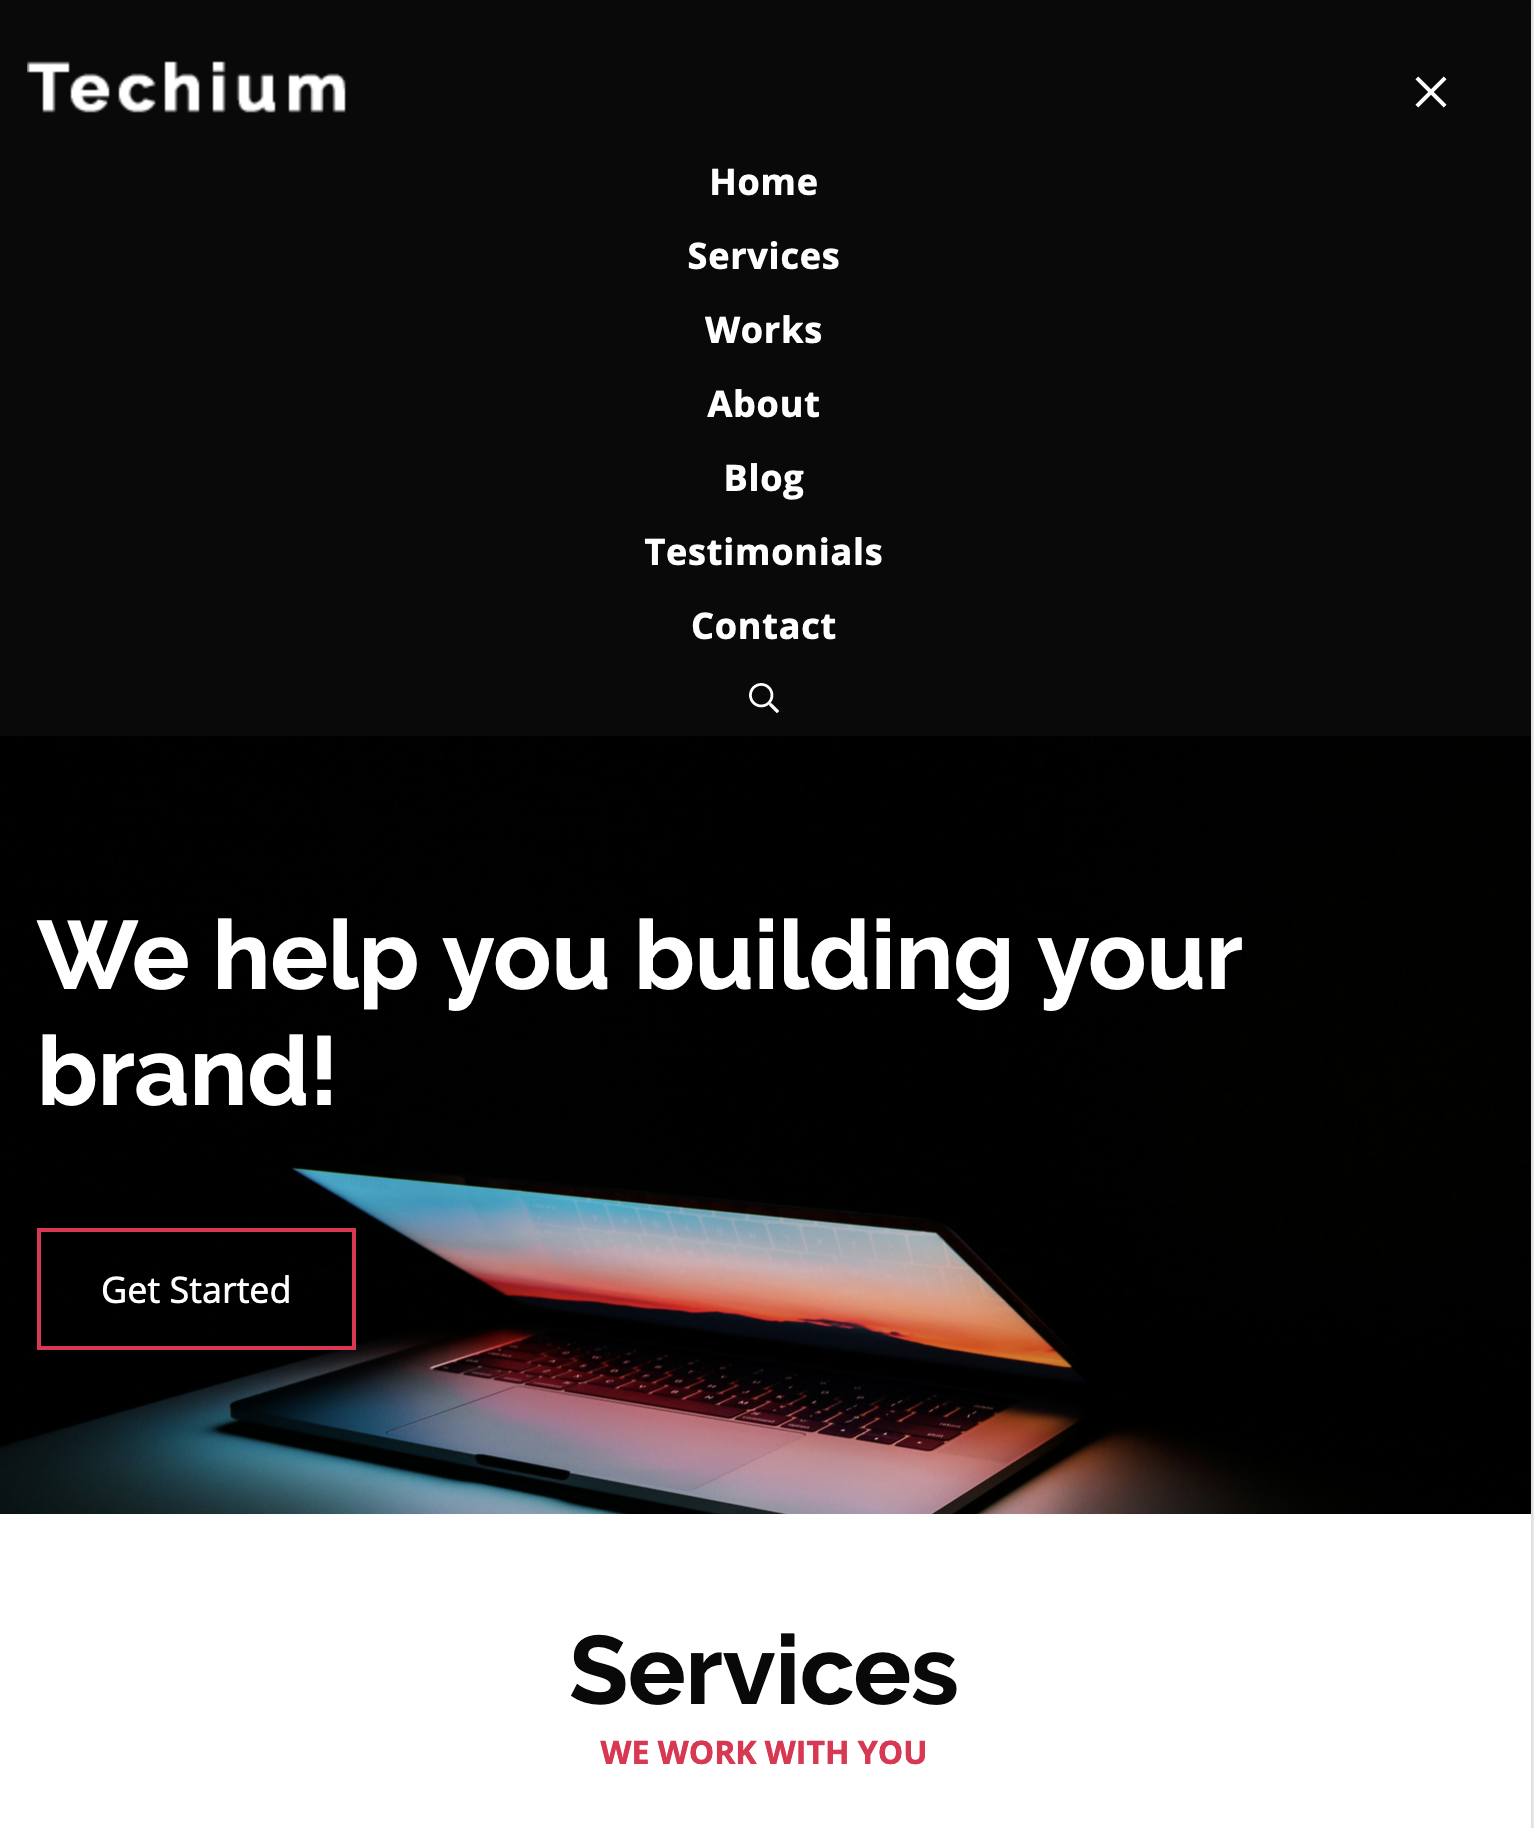 Techium
Home
Services
Works
About
Blog
Testimonials
Contact
We help you building your
brand!
Get Started
Services
WE WORK WITH YOU